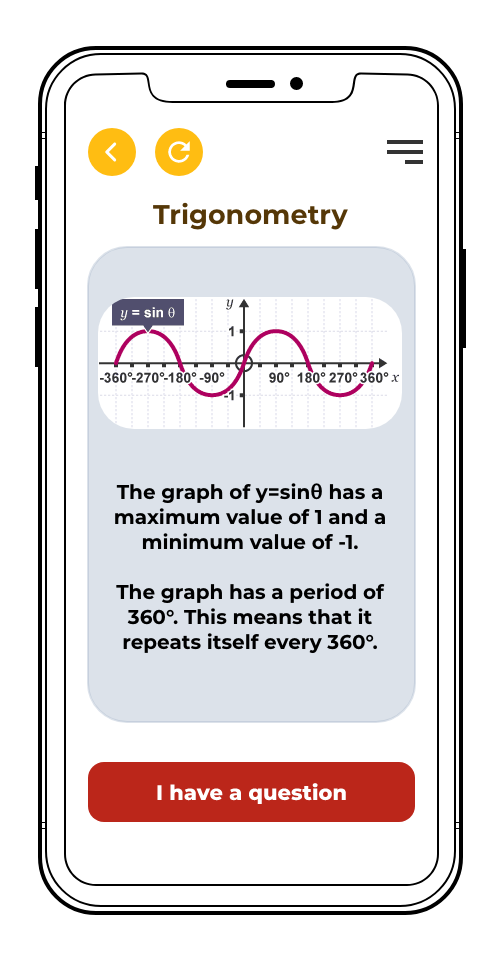 Trigonometry
y = sin θ
y
1
-360°-270°-180°-90° 90° 180° 270° 360° x
-1
The graph of y=sinθ has a
maximum value of 1 and a
minimum value of -1.
The graph has a period of
360°. This means that it
repeats itself every 360°.
I have a question